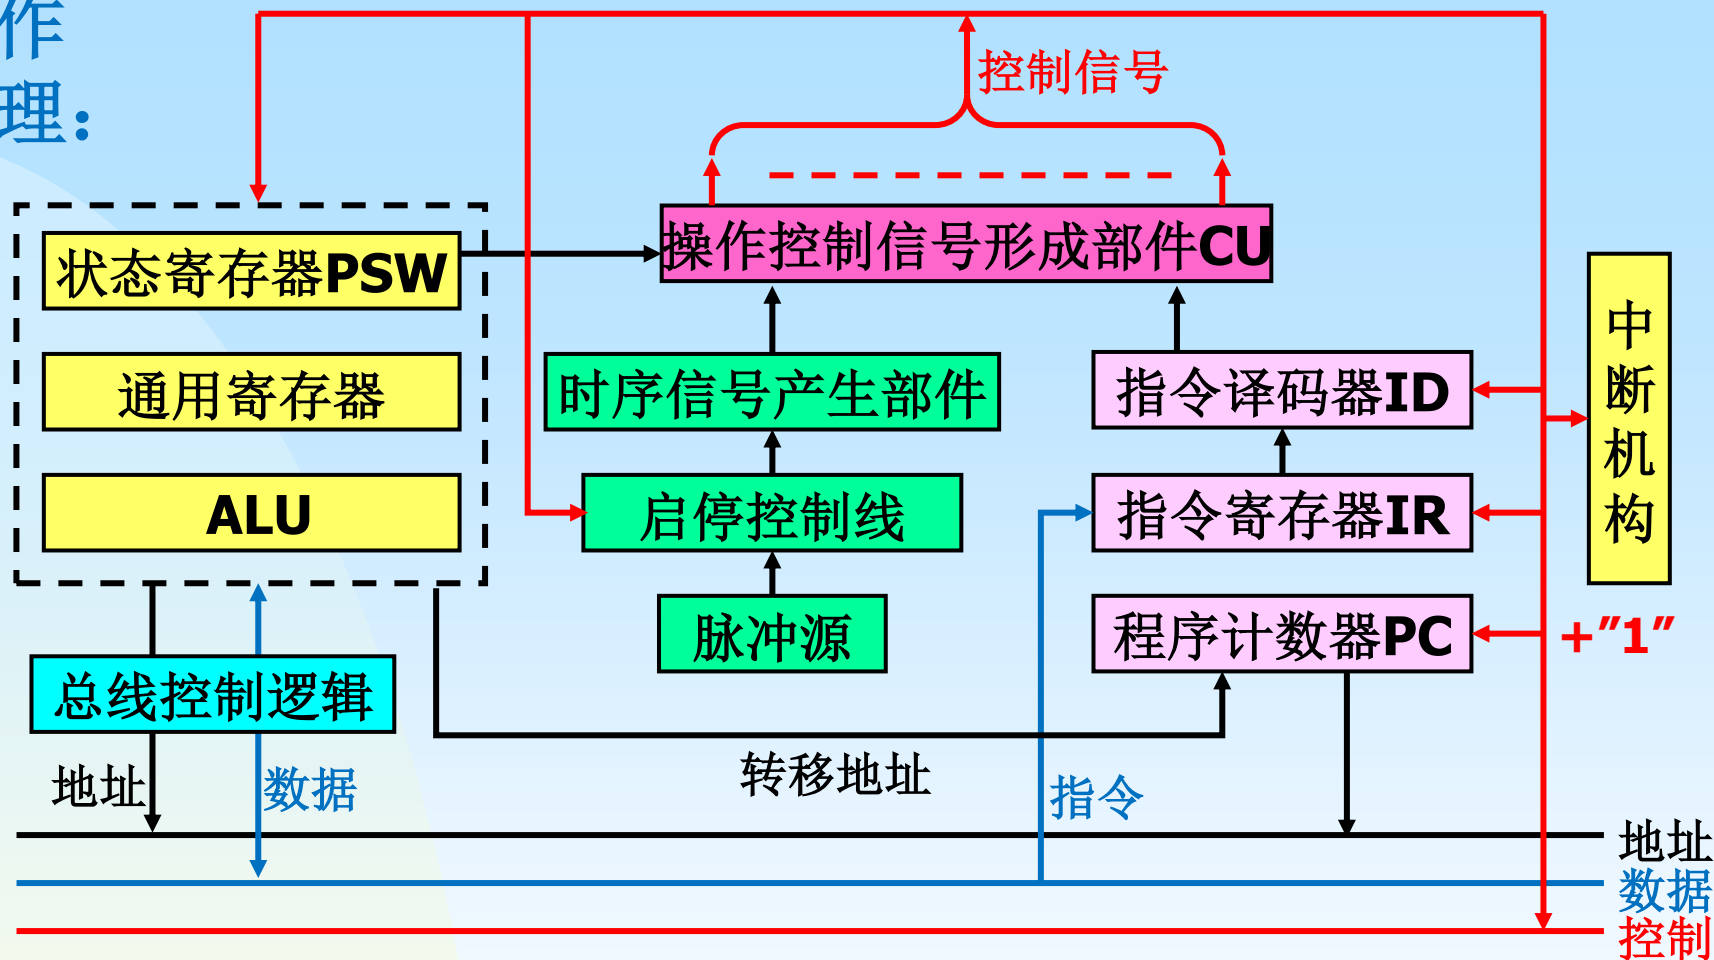 作
理：
控制信号
操作控制信号形成部件CU
状态寄存器PSW
通用寄存器
ALU
时序信号产生部件
启停控制线
脉冲源
指令译码器ID
指令寄存器IR
程序计数器PC
中
断
机
构
+″1″
总线控制逻辑
地址
数据
转移地址
指令
地址
数据
控制